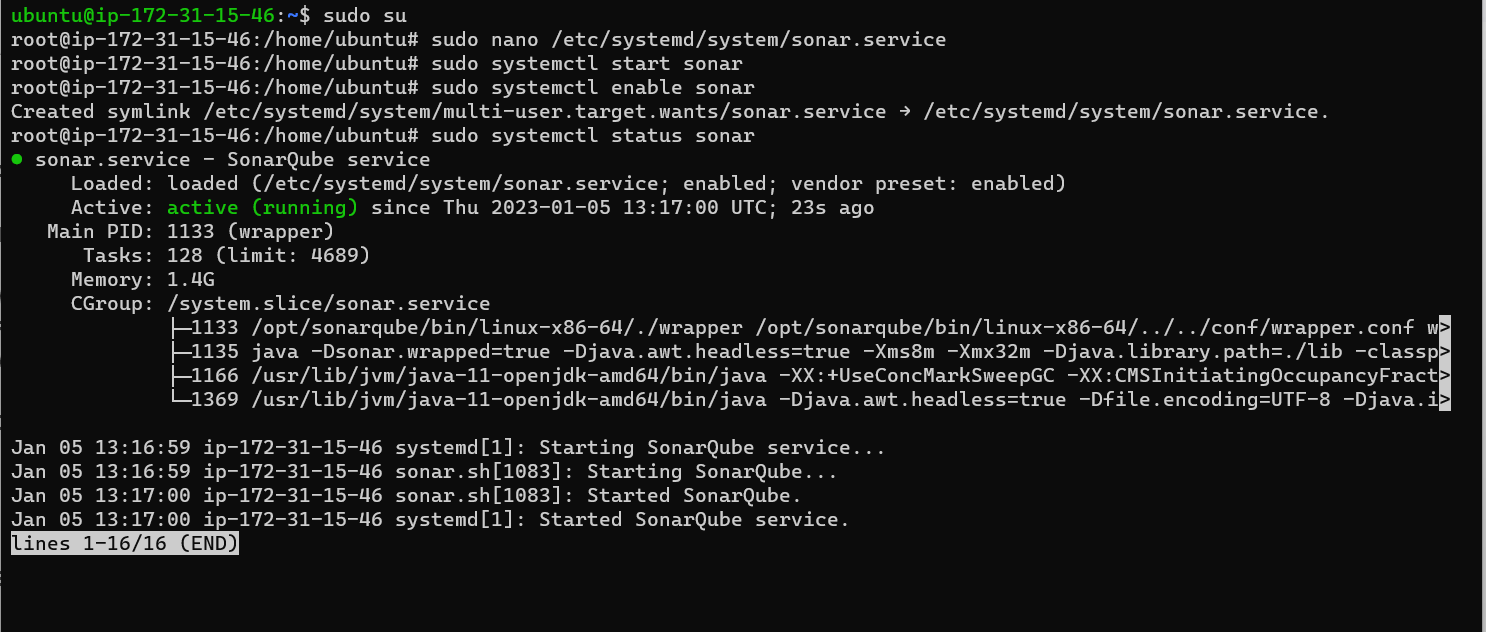 ubuntu@ip-172-31-15-46:~$ sudo su
root@ip-172-31-15-46:/home/ubuntu# sudo nano /etc/systemd/system/sonar.service
root@ip-172-31-15-46:/home/ubuntu# sudo systemctl start sonar
root@ip-172-31-15-46:/home/ubuntu# sudo systemctl enable sonar
Created symlink /etc/systemd/system/multi-user.target.wants/sonar.service → /etc/systemd/system/sonar.service.
root@ip-172-31-15-46:/home/ubuntu# sudo systemctl status sonar
● sonar.service - SonarQube service
     Loaded: loaded (/etc/systemd/system/sonar.service; enabled; vendor preset: enabled)
     Active: active (running) since Thu 2023-01-05 13:17:00 UTC; 23s ago
   Main PID: 1133 (wrapper)
      Tasks: 128 (limit: 4689)
     Memory: 1.4G
     CGroup: /system.slice/sonar.service
             ├─1133 /opt/sonarqube/bin/linux-x86-64/./wrapper /opt/sonarqube/bin/linux-x86-64/../../conf/wrapper.conf w>
             ├─1135 java -Dsonar.wrapped=true -Djava.awt.headless=true -Xms8m -Xmx32m -Djava.library.path=./lib -classp>
             ├─1166 /usr/lib/jvm/java-11-openjdk-amd64/bin/java -XX:+UseConcMarkSweepGC -XX:CMSInitiatingOccupancyFract>
             └─1369 /usr/lib/jvm/java-11-openjdk-amd64/bin/java -Djava.awt.headless=true -Dfile.encoding=UTF-8 -Djava.i>
Jan 05 13:16:59 ip-172-31-15-46 systemd[1]: Starting SonarQube service...
Jan 05 13:16:59 ip-172-31-15-46 sonar.sh[1083]: Starting SonarQube...
Jan 05 13:17:00 ip-172-31-15-46 sonar.sh[1083]: Started SonarQube.
Jan 05 13:17:00 ip-172-31-15-46 systemd[1]: Started SonarQube service.
lines 1-16/16 (END)